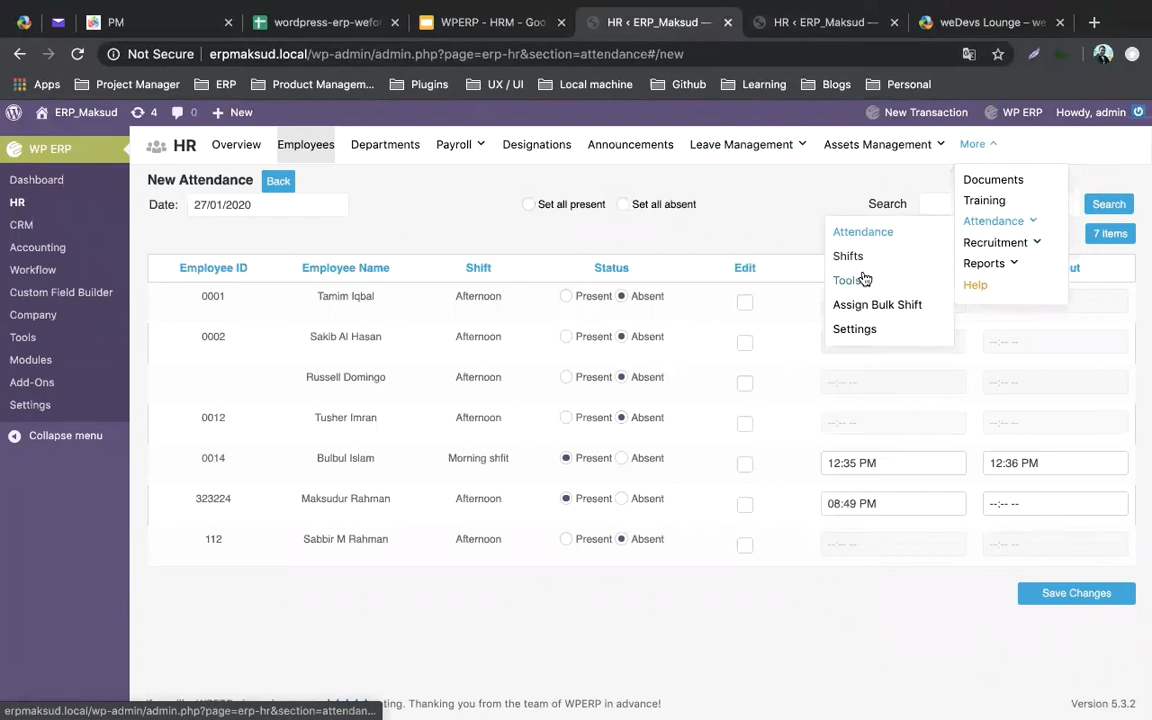 PM
wordpress-erp-wefo
WPERP - HRM - Goo
HR ‹ ERP_Maksud —
HR ‹ ERP_Maksud —
weDevs Lounge – we
Not Secure
erpmaksud.local/wp-admin/admin.php?page=erp-hr&section=attendance#/new
Apps
Project Manager
ERP
Product Managem...
Plugins
UX / UI
Local machine
Github
Learning
Blogs
Personal
ERP_Maksud
4
0
New
New Transaction
WP ERP
Howdy, admin
WP ERP
Dashboard
HR
CRM
Accounting
Workflow
Custom Field Builder
Company
Tools
Modules
Add-Ons
Settings
Collapse menu
HR
Overview
Employees
Departments
Payroll
Designations
Announcements
Leave Management
Assets Management
More
Documents
Training
Attendance
Recruitment
Reports
Help
Attendance
Shifts
Tools
Assign Bulk Shift
Settings
New Attendance
Back
Date:
27/01/2020
Set all present
Set all absent
Search
Search
7 items
Employee ID
Employee Name
Shift
Status
Edit
ut
0001
Tamim Iqbal
Afternoon
Present
Absent
0002
Sakib Al Hasan
Afternoon
Present
Absent
Russell Domingo
Afternoon
Present
Absent
--:-- --
--:-- --
0012
Tusher Imran
Afternoon
Present
Absent
--:-- --
--:-- --
0014
Bulbul Islam
Morning shfit
Present
Absent
12:35 PM
12:36 PM
323224
Maksudur Rahman
Afternoon
Present
Absent
08:49 PM
--:-- --
112
Sabbir M Rahman
Afternoon
Present
Absent
--:-- --
--:-- --
Save Changes
ting. Thanking you from the team of WPERP in advance!
Version 5.3.2
erpmaksud.local/wp-admin/admin.php?page=erp-hr&section=attendan...